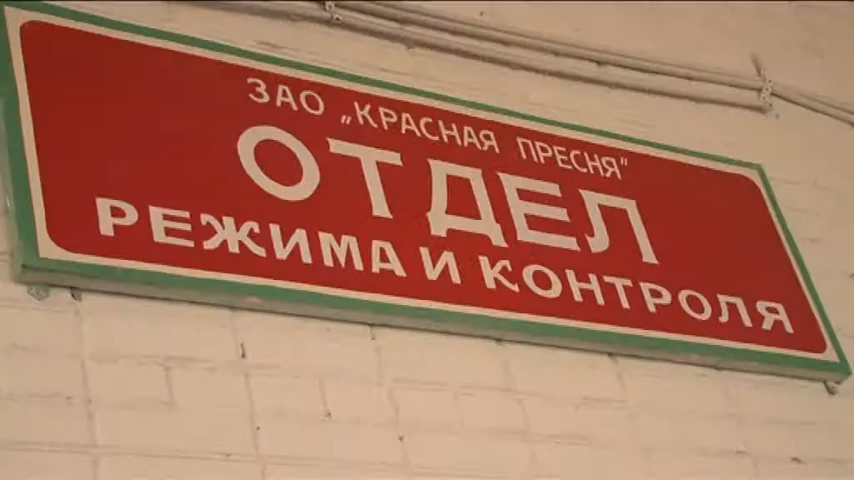 ЗАО „КРАСНАЯ ПРЕСНЯ"
ОТДЕЛ
РЕЖИМА И КОНТРОЛЯ